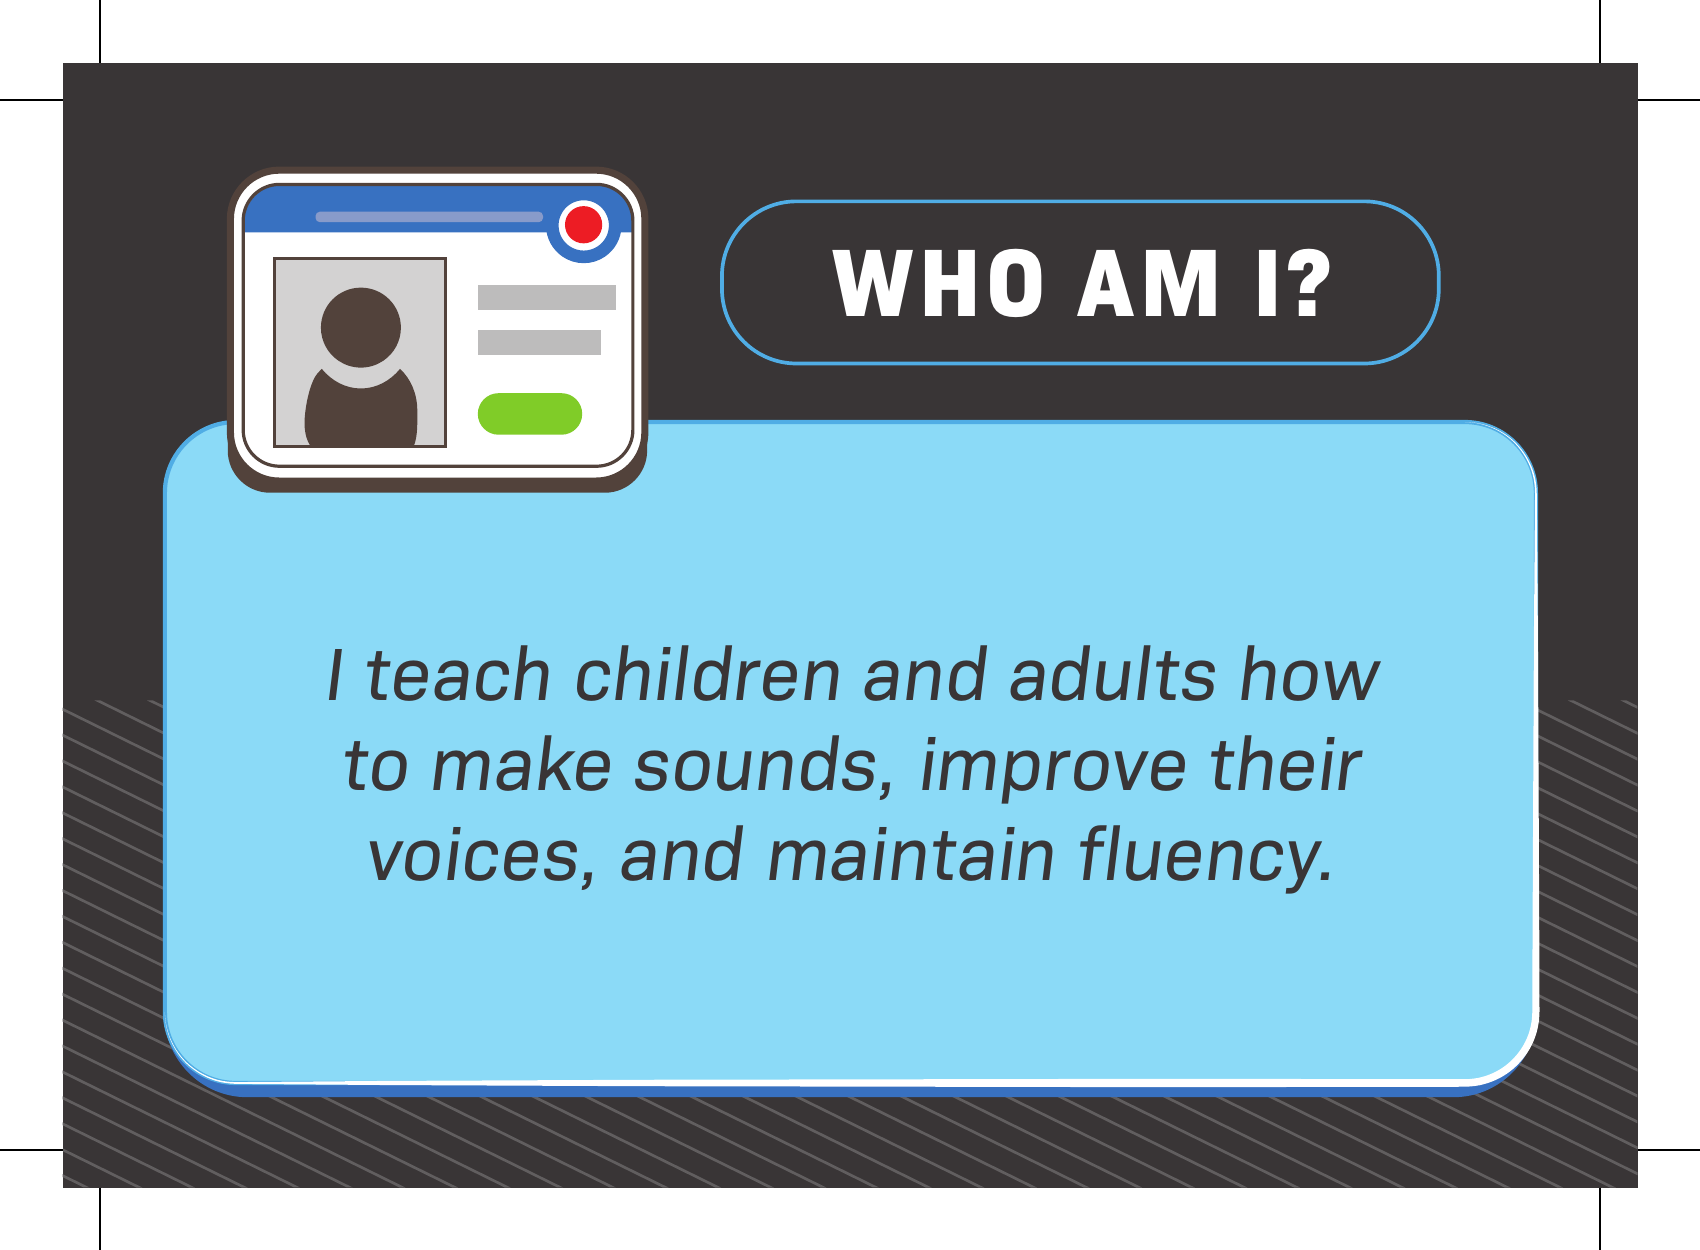 WHO AM I?
I teach children and adults how
to make sounds, improve their
voices, and maintain fluency.